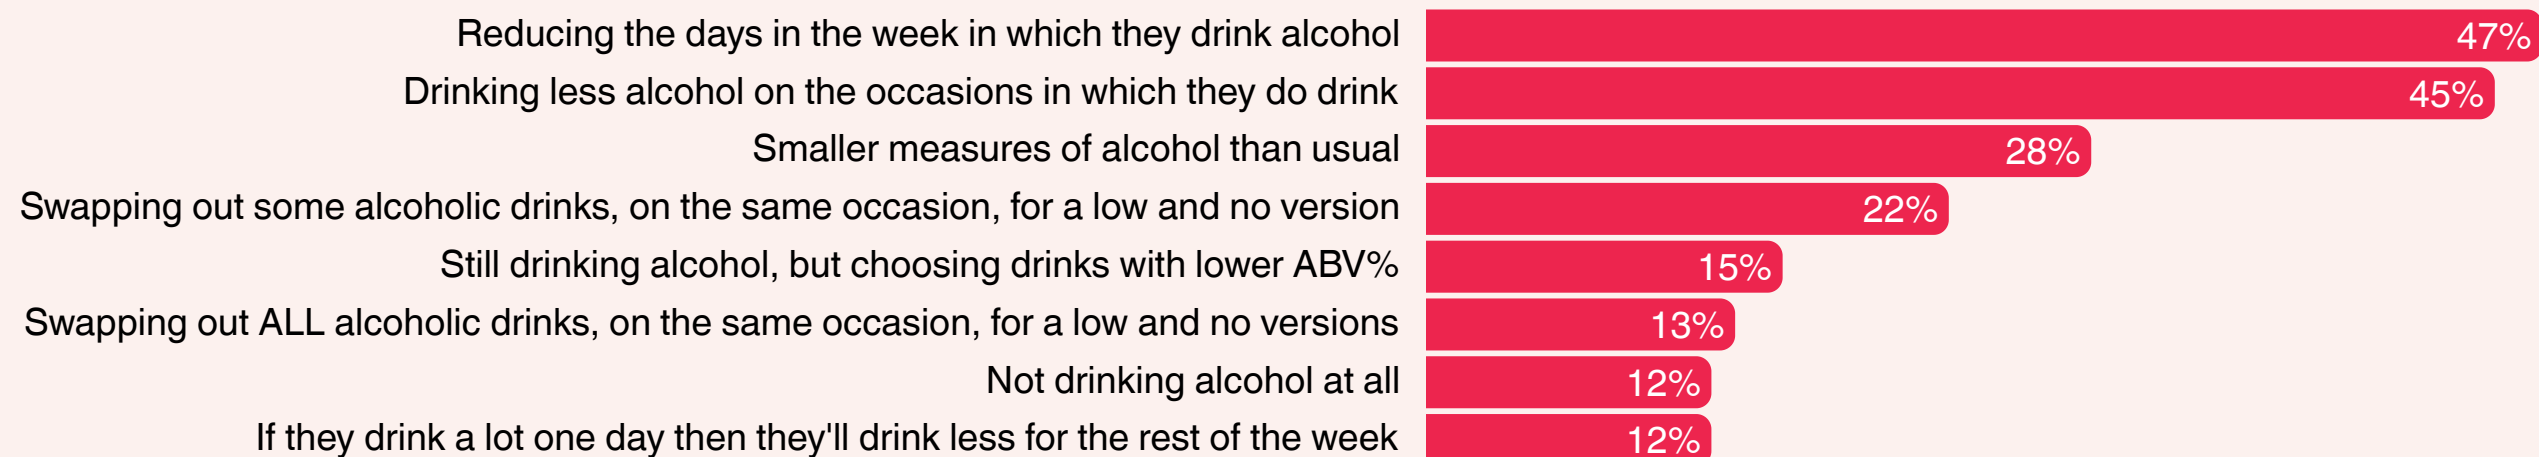 Reducing the days in the week in which they drink alcohol 47%
Drinking less alcohol on the occasions in which they do drink 45%
Smaller measures of alcohol than usual 28%
Swapping out some alcoholic drinks, on the same occasion, for a low and no version 22%
Still drinking alcohol, but choosing drinks with lower ABV% 15%
Swapping out ALL alcoholic drinks, on the same occasion, for a low and no versions 13%
Not drinking alcohol at all 12%
If they drink a lot one day then they'll drink less for the rest of the week 12%